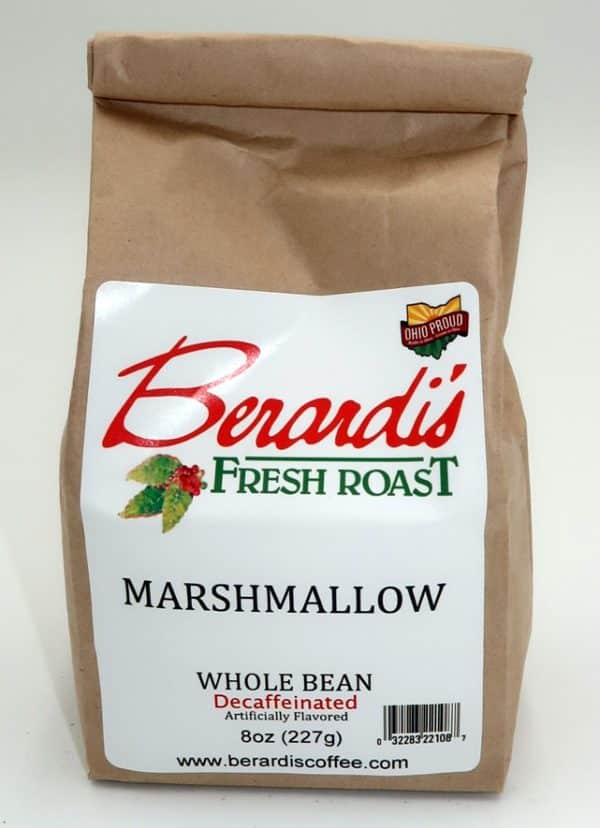 OHIO PROUD
Berardi's
FRESH ROAST
MARSHMALLOW
WHOLE BEAN
Decaffeinated
Artificially Flavored
8oz (227g)
0 32283 22108 7
www.berardiscoffee.com